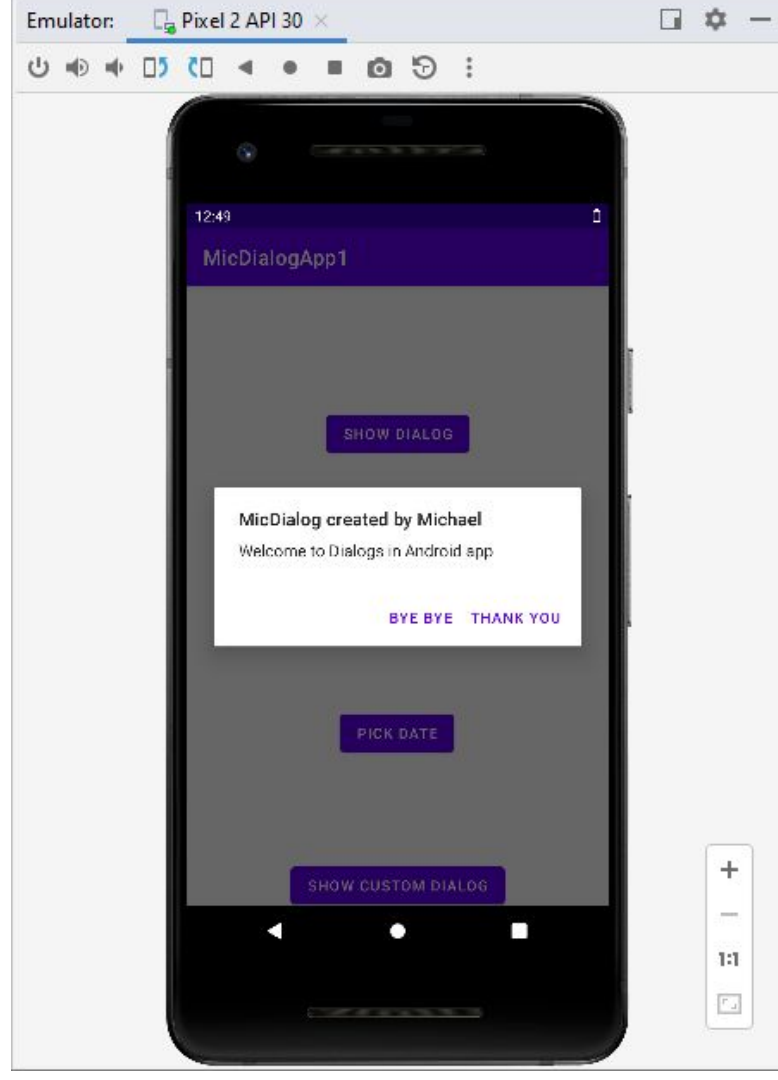 Emulator: Pixel 2 API 30
12:49
MicDialogApp1
SHOW DIALOG
MicDialog created by Michael
Welcome to Dialogs in Android app
BYE BYE THANK YOU
PICK DATE
SHOW CUSTOM DIALOG
1:1